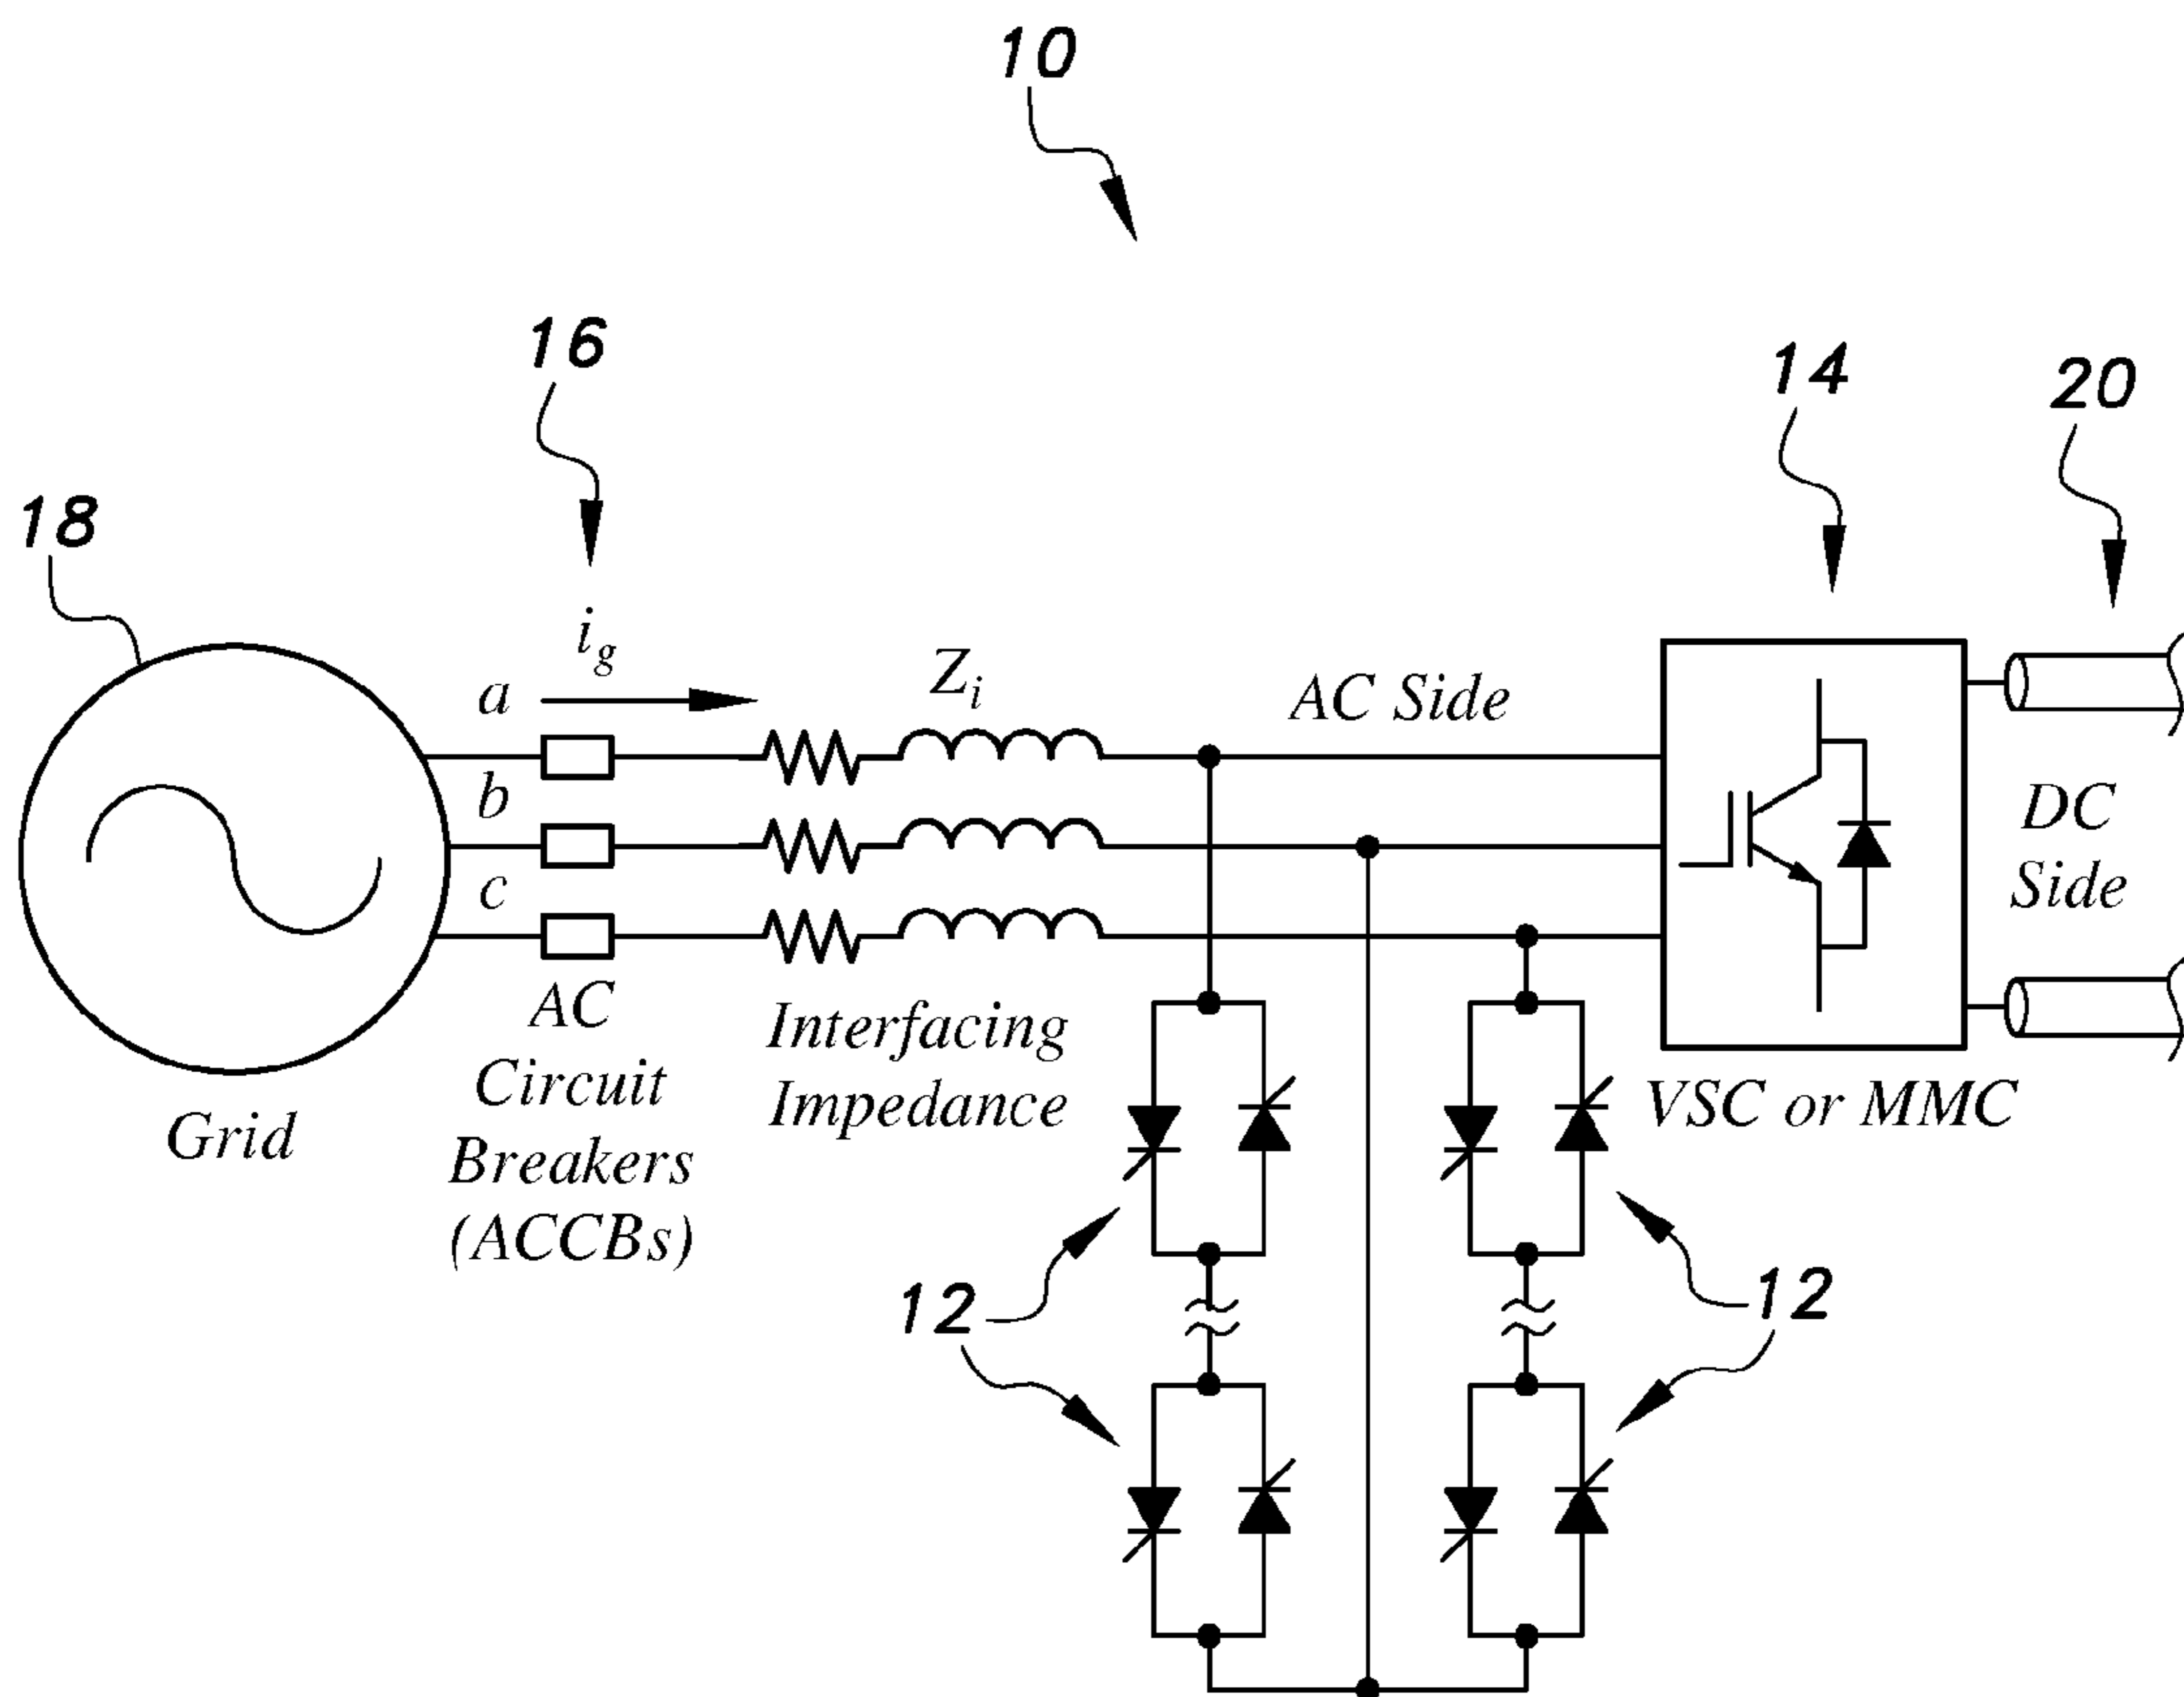 10
16
14
20
18
i_g
a
Z_i
AC Side
b
c
DC
Side
AC
Circuit
Breakers
(ACCBs)
Interfacing
Impedance
Grid
VSC or MMC
12
12